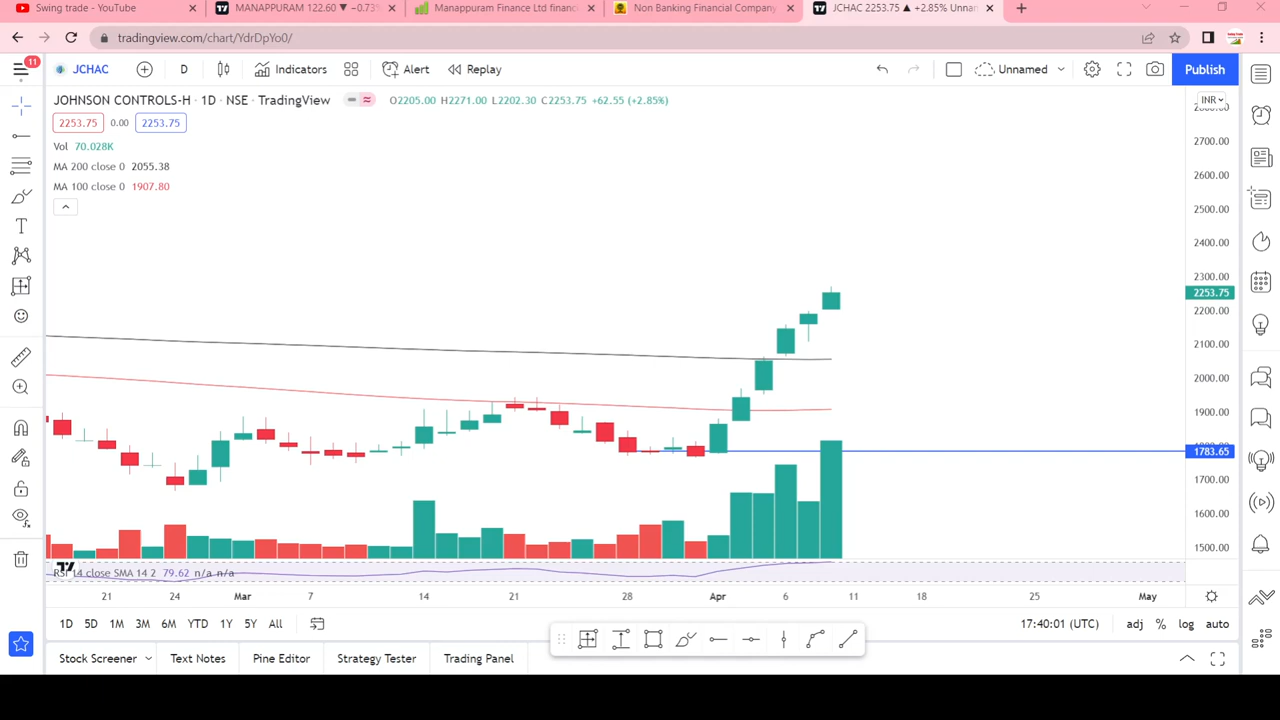 Swing trade - YouTube
MANAPPURAM 122.60 ▼ −0.73%
Manappuram Finance Ltd financi
Non Banking Financial Company
JCHAC 2253.75 ▲ +2.85% Unnan
tradingview.com/chart/YdrDpYo0/
11
JCHAC
D
Indicators
Alert
Replay
Unnamed
Publish
JOHNSON CONTROLS-H · 1D · NSE · TradingView
O2205.00 H2271.00 L2202.30 C2253.75 +62.55 (+2.85%)
INR
2253.75
0.00
2253.75
Vol 70.028K
MA 200 close 0 2055.38
MA 100 close 0 1907.80
2700.00
2600.00
2500.00
2400.00
2300.00
2253.75
2200.00
2100.00
2000.00
1900.00
1783.65
1700.00
1600.00
1500.00
RSI 14 close SMA 14 2 79.62 n/a n/a
21
24
Mar
7
14
21
28
Apr
6
11
18
25
May
1D
5D
1M
3M
6M
YTD
1Y
5Y
All
17:40:01 (UTC)
adj
%
log
auto
Stock Screener
Text Notes
Pine Editor
Strategy Tester
Trading Panel